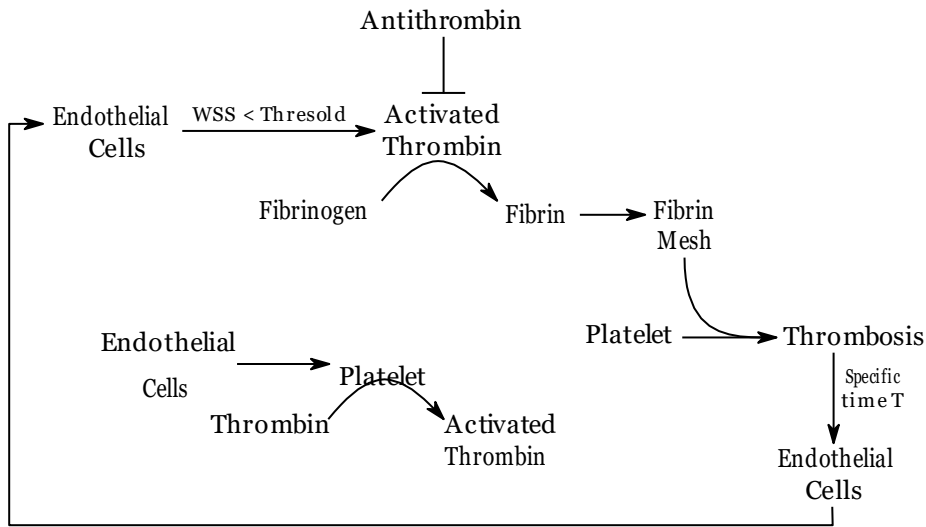 Antithrombin
Endothelial
Cells
WSS < Thresold
Activated
Thrombin
Fibrinogen
Fibrin
Fibrin
Mesh
Endothelial
Cells
Platelet
Thrombin
Activated
Thrombin
Platelet
Thrombosis
Specific
time T
Endothelial
Cells